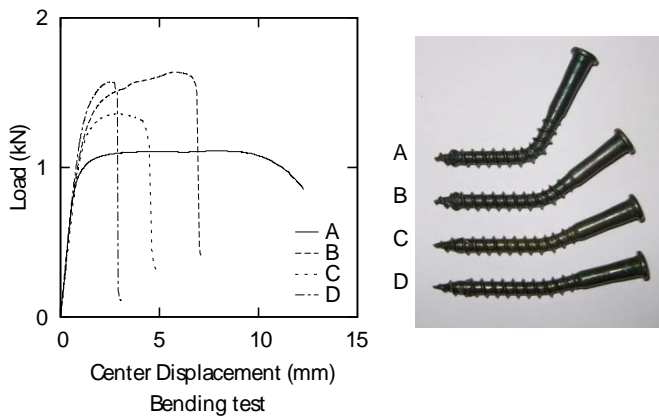 2
1
0
Load (kN)
A
B
C
D
0 5 10 15
Center Displacement (mm)
Bending test
A
B
C
D